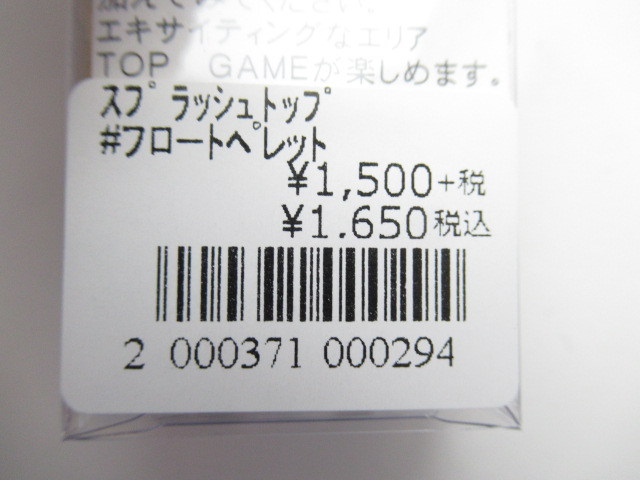 エキサイティングなエリア
TOP GAMEが楽しめます。
スプラッシュトップ
#フロートペレット
¥1,500+税
¥1.650税込
2 000371 000294